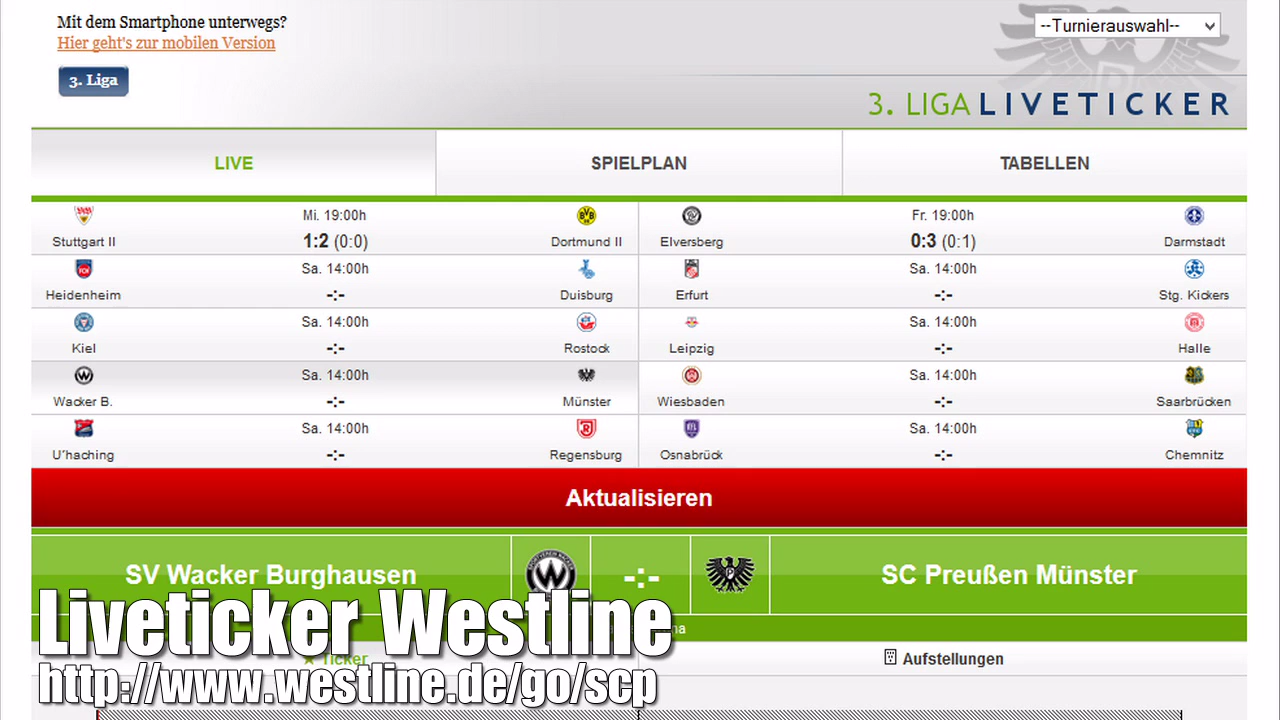 Mit dem Smartphone unterwegs?
--Turnierauswahl--
Hier geht's zur mobilen Version
3. Liga
3. LIGA LIVETICKER
LIVE SPIELPLAN TABELLEN
Mi. 19:00h Fr. 19:00h
Stuttgart II 1:2 (0:0) Dortmund II Elversberg 0:3 (0:1) Darmstadt
Sa. 14:00h Sa. 14:00h
Heidenheim -:- Duisburg Erfurt -:- Stg. Kickers
Sa. 14:00h Sa. 14:00h
Kiel -:- Rostock Leipzig -:- Halle
Sa. 14:00h Sa. 14:00h
Wacker B. -:- Münster Wiesbaden -:- Saarbrücken
Sa. 14:00h Sa. 14:00h
U'haching -:- Regensburg Osnabrück -:- Chemnitz
Aktualisieren
SV Wacker Burghausen -:- SC Preußen Münster
Liveticker Westline
Ticker Aufstellungen
http://www.westline.de/go/scp